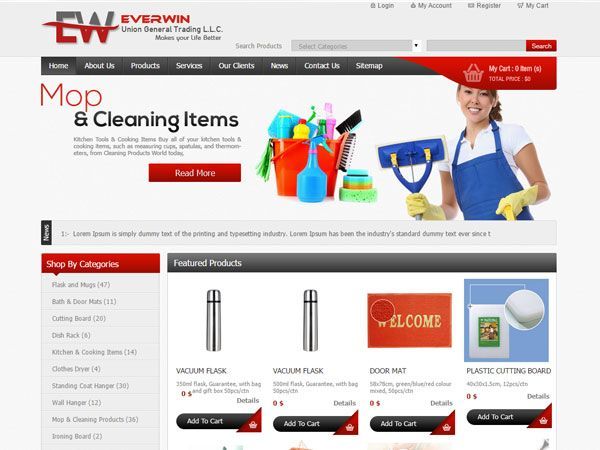 Login My Account Register My Cart
EW EVERWIN
Union General Trading L.L.C.
Makes your Life Better
Search Products Select Categories Search
Home About Us Products Services Our Clients News Contact Us Sitemap
My Cart : 0 Item (s)
TOTAL PRICE : $0
Mop
& Cleaning Items
Kitchen Tools & Cooking Items Buy all of your kitchen tools &
cooking items, such as measuring cups, spatulas, and thermom-
eters, from Cleaning Products World today.
Read More
News
1:- Lorem Ipsum is simply dummy text of the printing and typesetting industry. Lorem Ipsum has been the industry's standard dummy text ever since t
Shop By Categories
Flask and Mugs (47)
Bath & Door Mats (11)
Cutting Board (20)
Dish Rack (6)
Kitchen & Cooking Items (14)
Clothes Dryer (4)
Standing Coat Hanger (30)
Wall Hanger (12)
Mop & Cleaning Products (36)
Ironing Board (2)
Featured Products
WELCOME
VACUUM FLASK
350ml flask, Guarantee, with bag
and gift box 50pcs/ctn
0 $
Details
Add To Cart
VACUUM FLASK
500ml flask, Guarantee, with bag
50pcs/ctn
0 $
Details
Add To Cart
DOOR MAT
58x78cm, green/blue/red colour
mixed, 50pcs/ctn
0 $
Details
Add To Cart
PLASTIC CUTTING BOARD
40x30x1.5cm, 12pcs/ctn
0 $
Details
Add To Cart